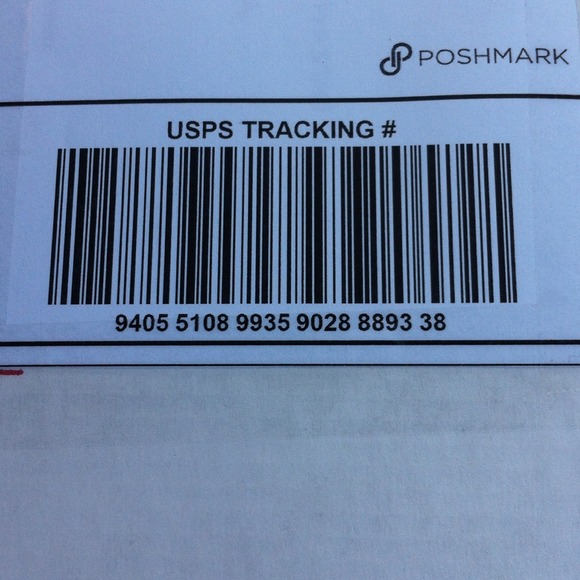 POSHMARK
USPS TRACKING #
9405 5108 9935 9028 8893 38